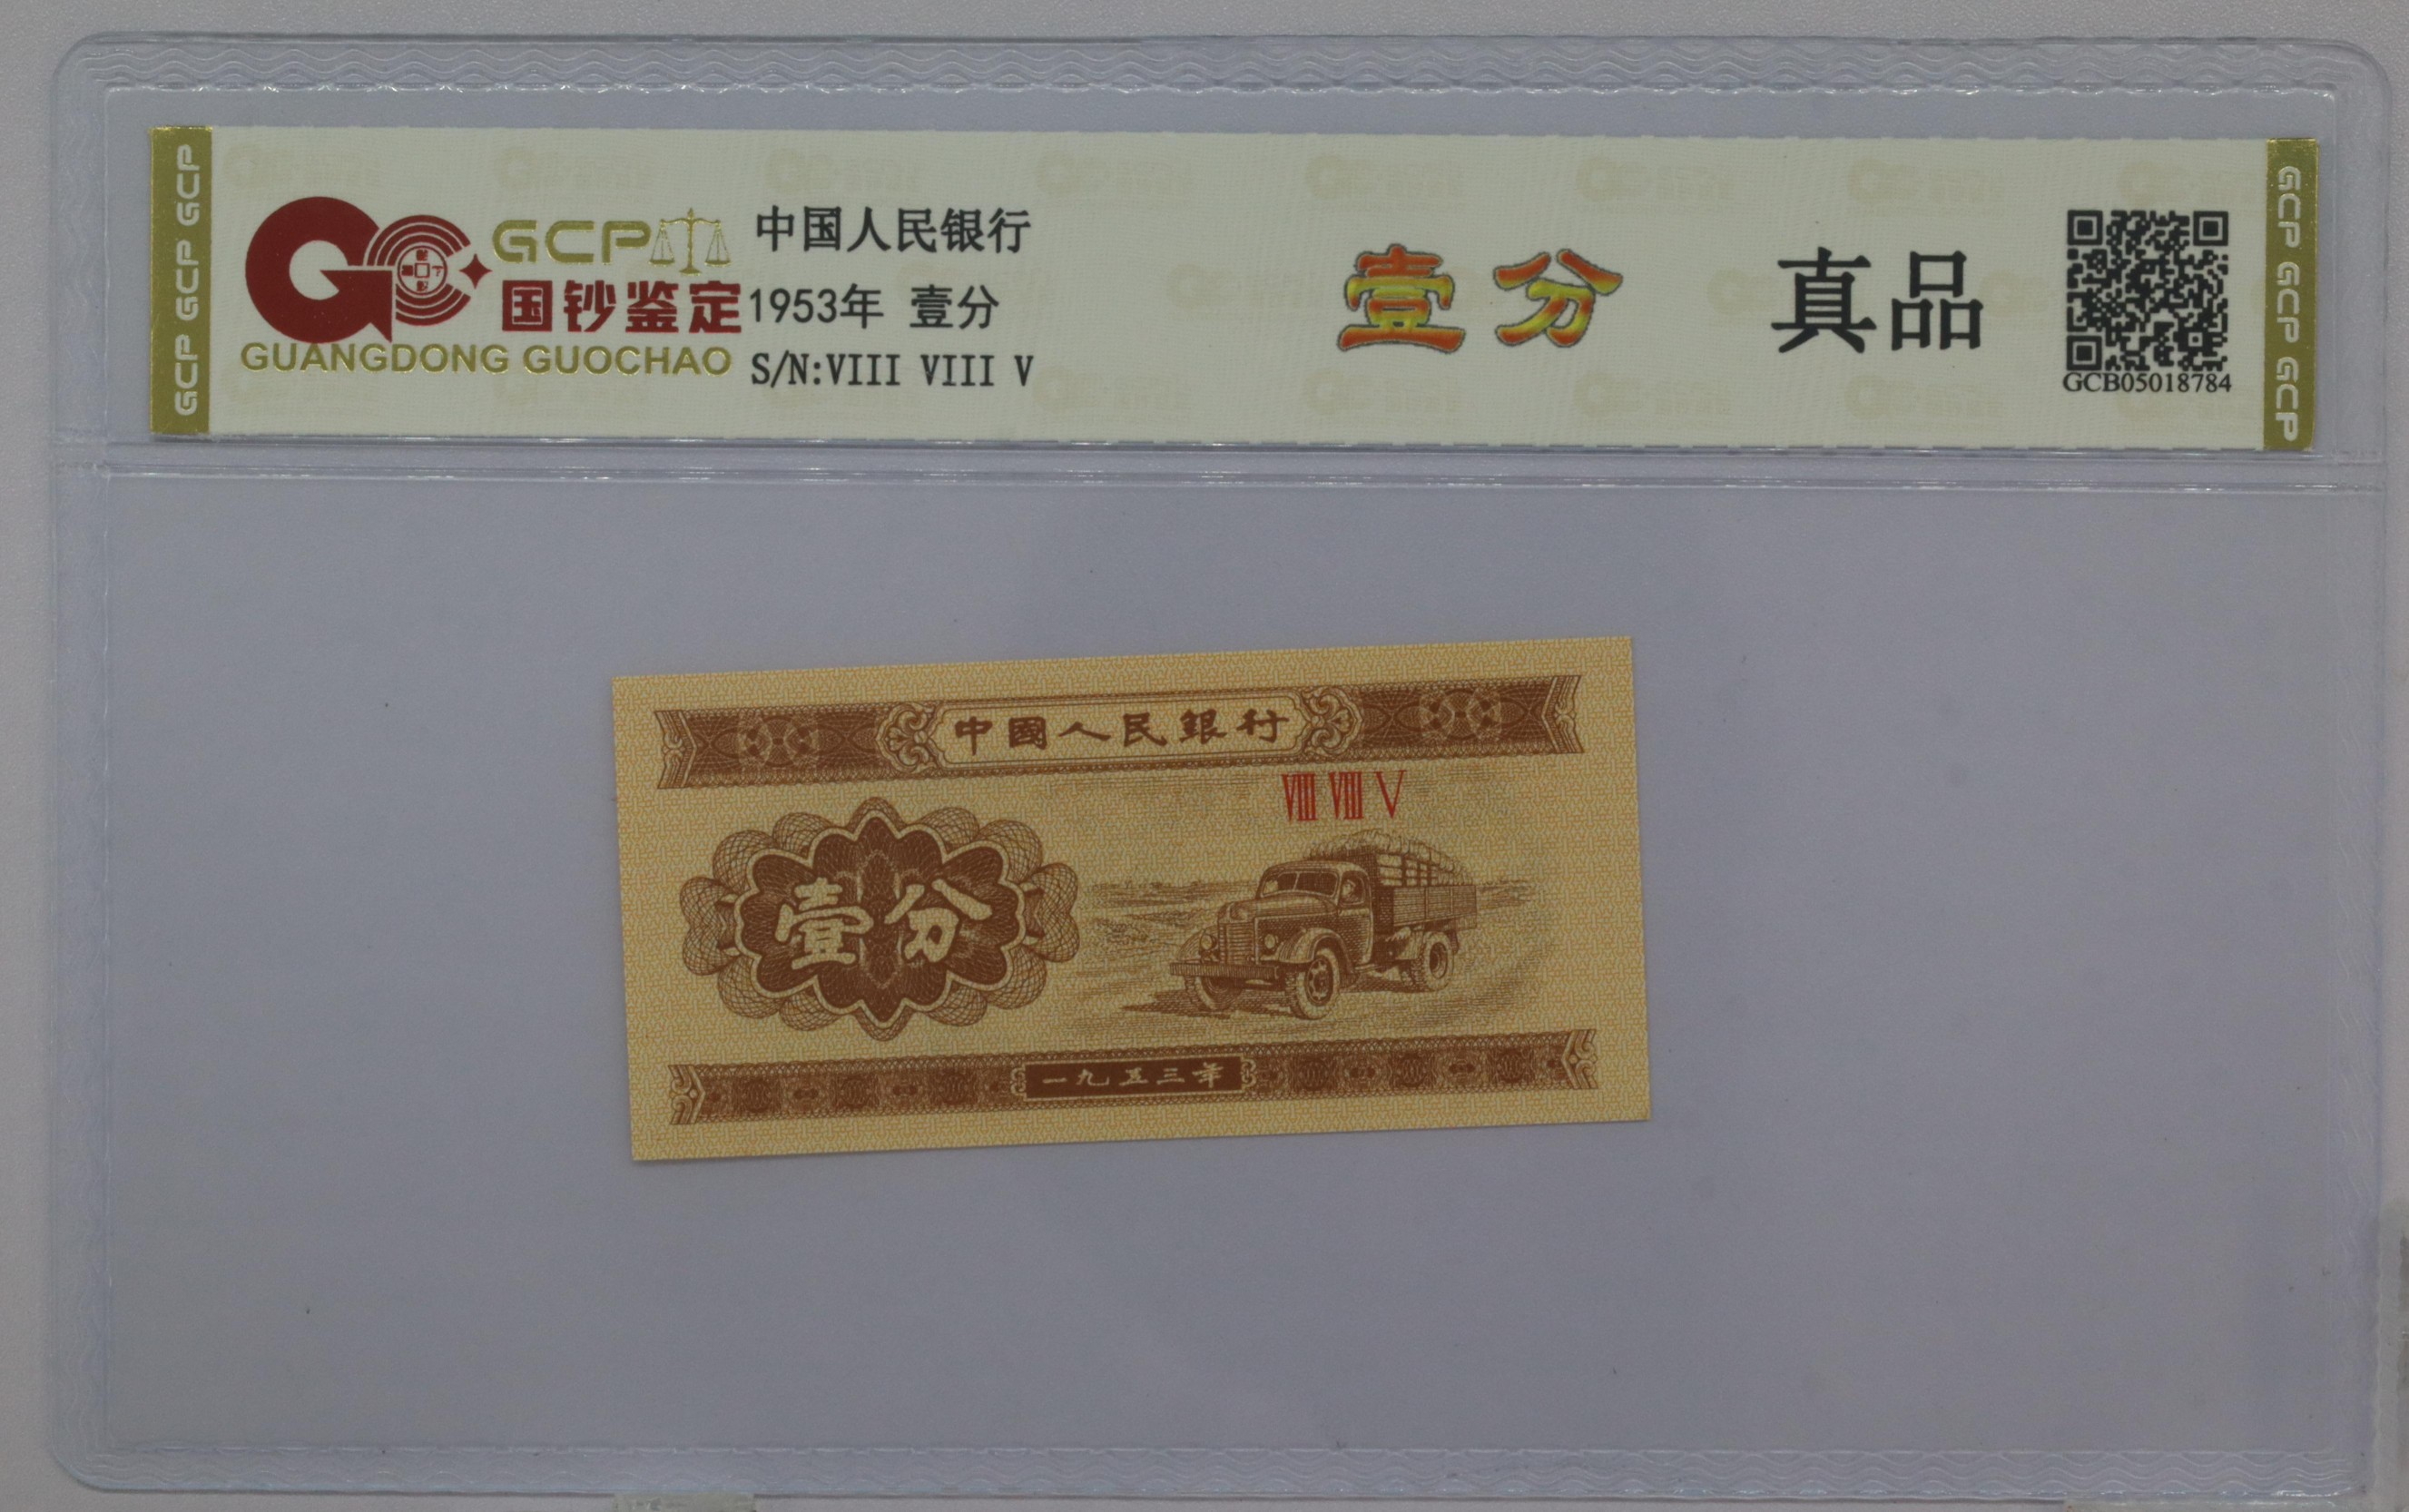 GCP GCP GCP
GCP
国钞鉴定
GUANGDONG GUOCHAO
中国人民银行
1953年 壹分
S/N:VIII VIII V
壹分
真品
GCB05018784
GCP GCP GCP
中國人民銀行
VIII VIII V
壹分
一九五三年